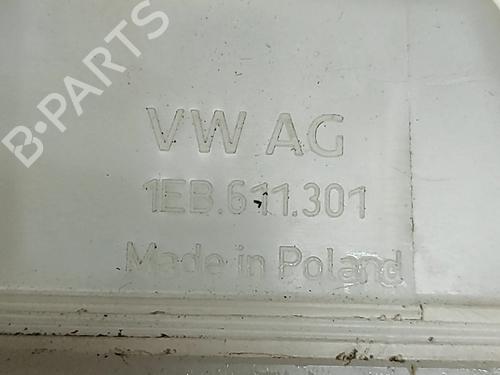 B-PARTS
VW AG
1EB.611.301
Made in Poland